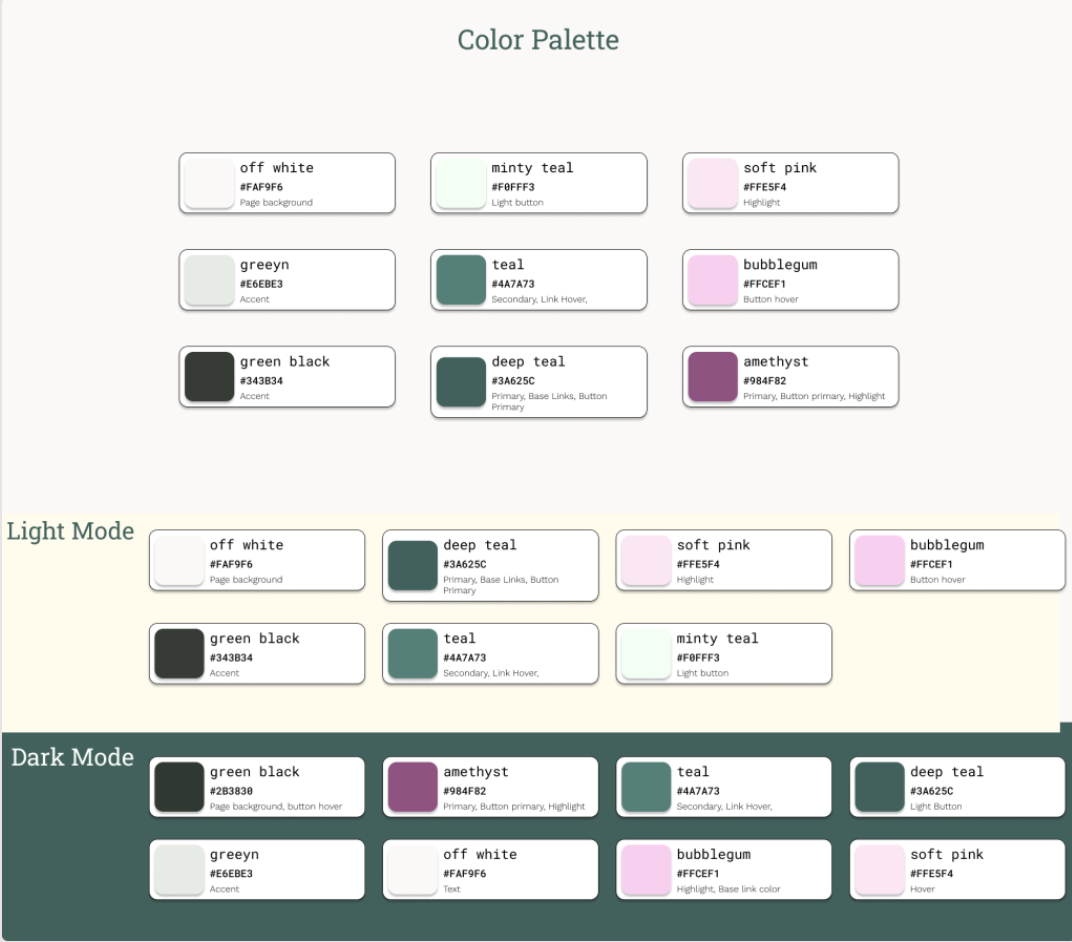 Color Palette
off white
#FAF9F6
Page background
minty teal
#F0FFF3
Light button
soft pink
#FFE5F4
Highlight
greeyn
#E6EBE3
Accent
teal
#4A7A73
Secondary, Link Hover,
bubblegum
#FFCEF1
Button hover
green black
#343B34
Accent
deep teal
#3A625C
Primary, Base Links, Button
Primary
amethyst
#984F82
Primary, Button primary, Highlight
Light Mode
off white
#FAF9F6
Page background
deep teal
#3A625C
Primary, Base Links, Button
Primary
soft pink
#FFE5F4
Highlight
bubblegum
#FFCEF1
Button hover
green black
#343B34
Accent
teal
#4A7A73
Secondary, Link Hover,
minty teal
#F0FFF3
Light button
Dark Mode
green black
#2B3830
Page background, button hover
amethyst
#984F82
Primary, Button primary, Highlight
teal
#4A7A73
Secondary, Link Hover,
deep teal
#3A625C
Light Button
greeyn
#E6EBE3
Accent
off white
#FAF9F6
Text
bubblegum
#FFCEF1
Highlight, Base link color
soft pink
#FFE5F4
Hover